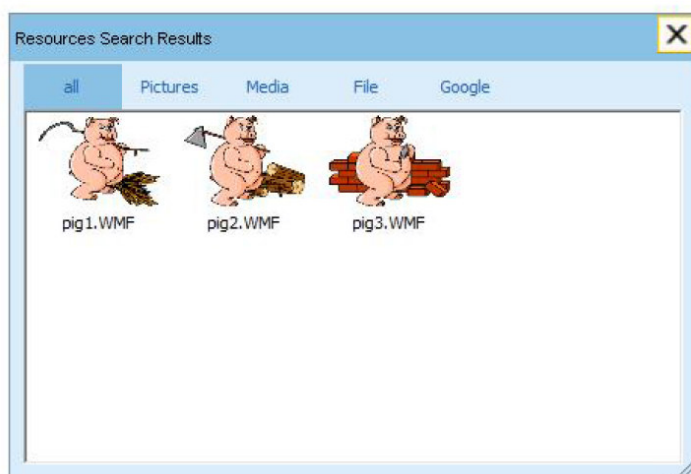 Resources Search Results
all Pictures Media File Google
pig1.WMF pig2.WMF pig3.WMF